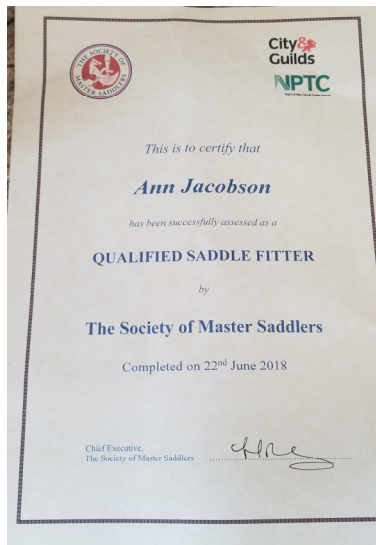 THE SOCIETY OF
MASTER SADDLERS
City&
Guilds
NPTC
This is to certify that
Ann Jacobson
has been successfully assessed as a
QUALIFIED SADDLE FITTER
by
The Society of Master Saddlers
Completed on 22nd June 2018
Chief Executive,
The Society of Master Saddlers